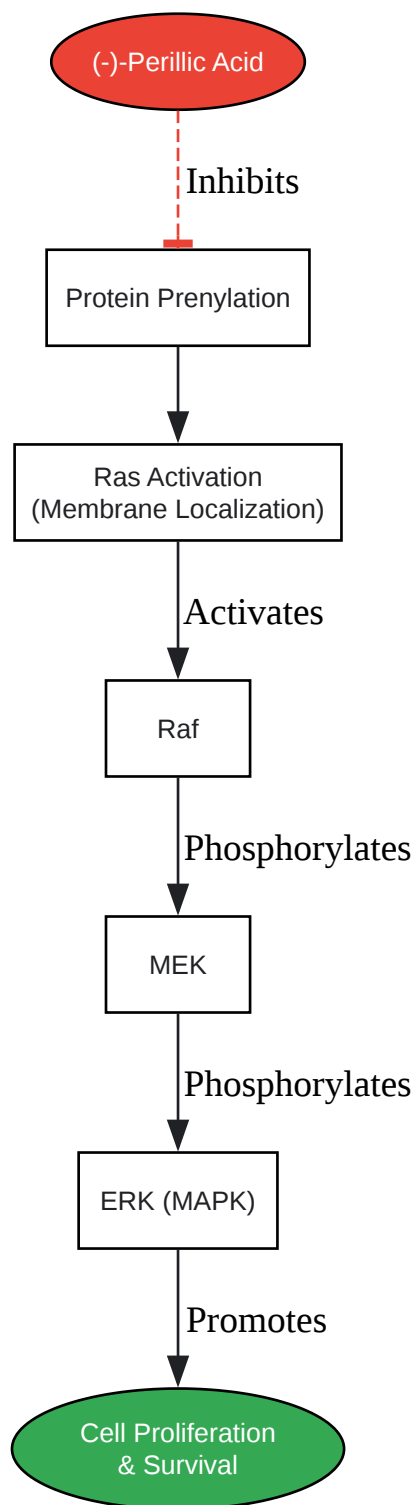 (-)-Perillic Acid
Inhibits
Protein Prenylation
Ras Activation
(Membrane Localization)
Activates
Raf
Phosphorylates
MEK
Phosphorylates
ERK (MAPK)
Promotes
Cell Proliferation
& Survival